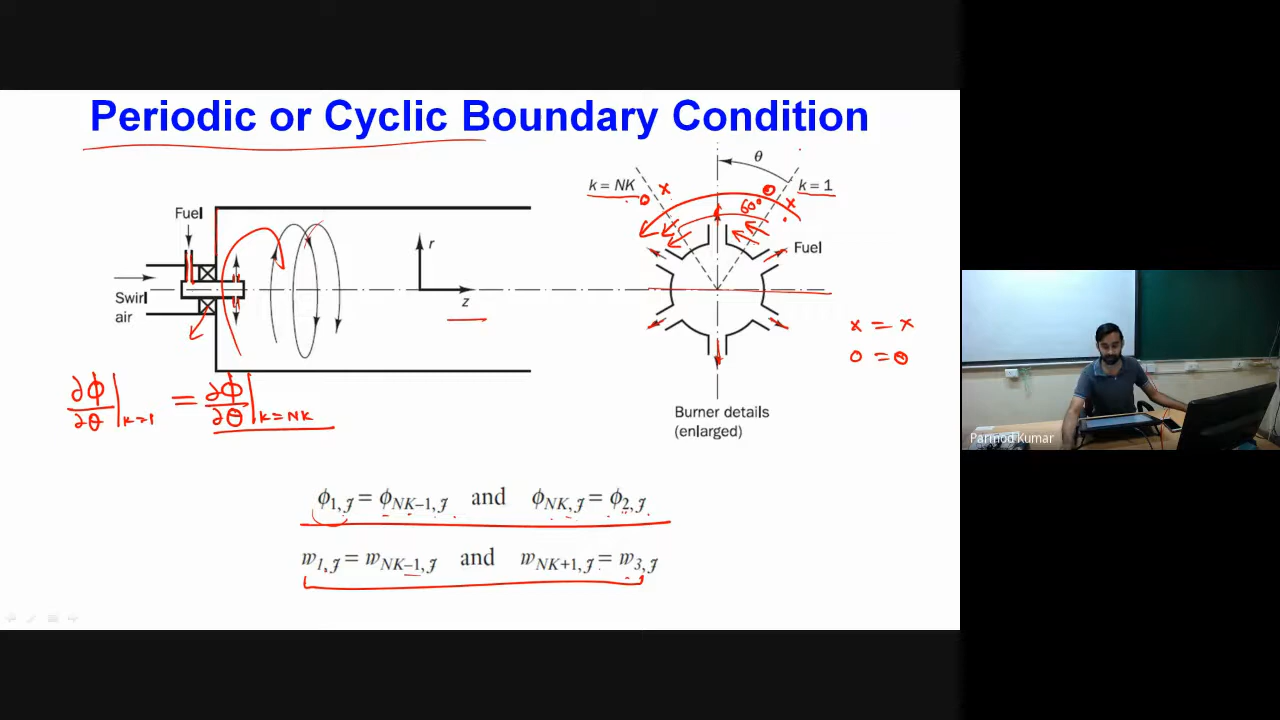 Periodic or Cyclic Boundary Condition
Fuel
Swirl
air
r
z
θ
k = NK
k = 1
x
o
o
x
60°
Fuel
x = x
o = o
Burner details
(enlarged)
∂ϕ/∂θ|k=1 = ∂ϕ/∂θ|k=NK
ϕ1,J = ϕNK–1,J and ϕNK,J = ϕ2,J
w1,J = wNK–1,J and wNK+1,J = w3,J
Parmod Kumar